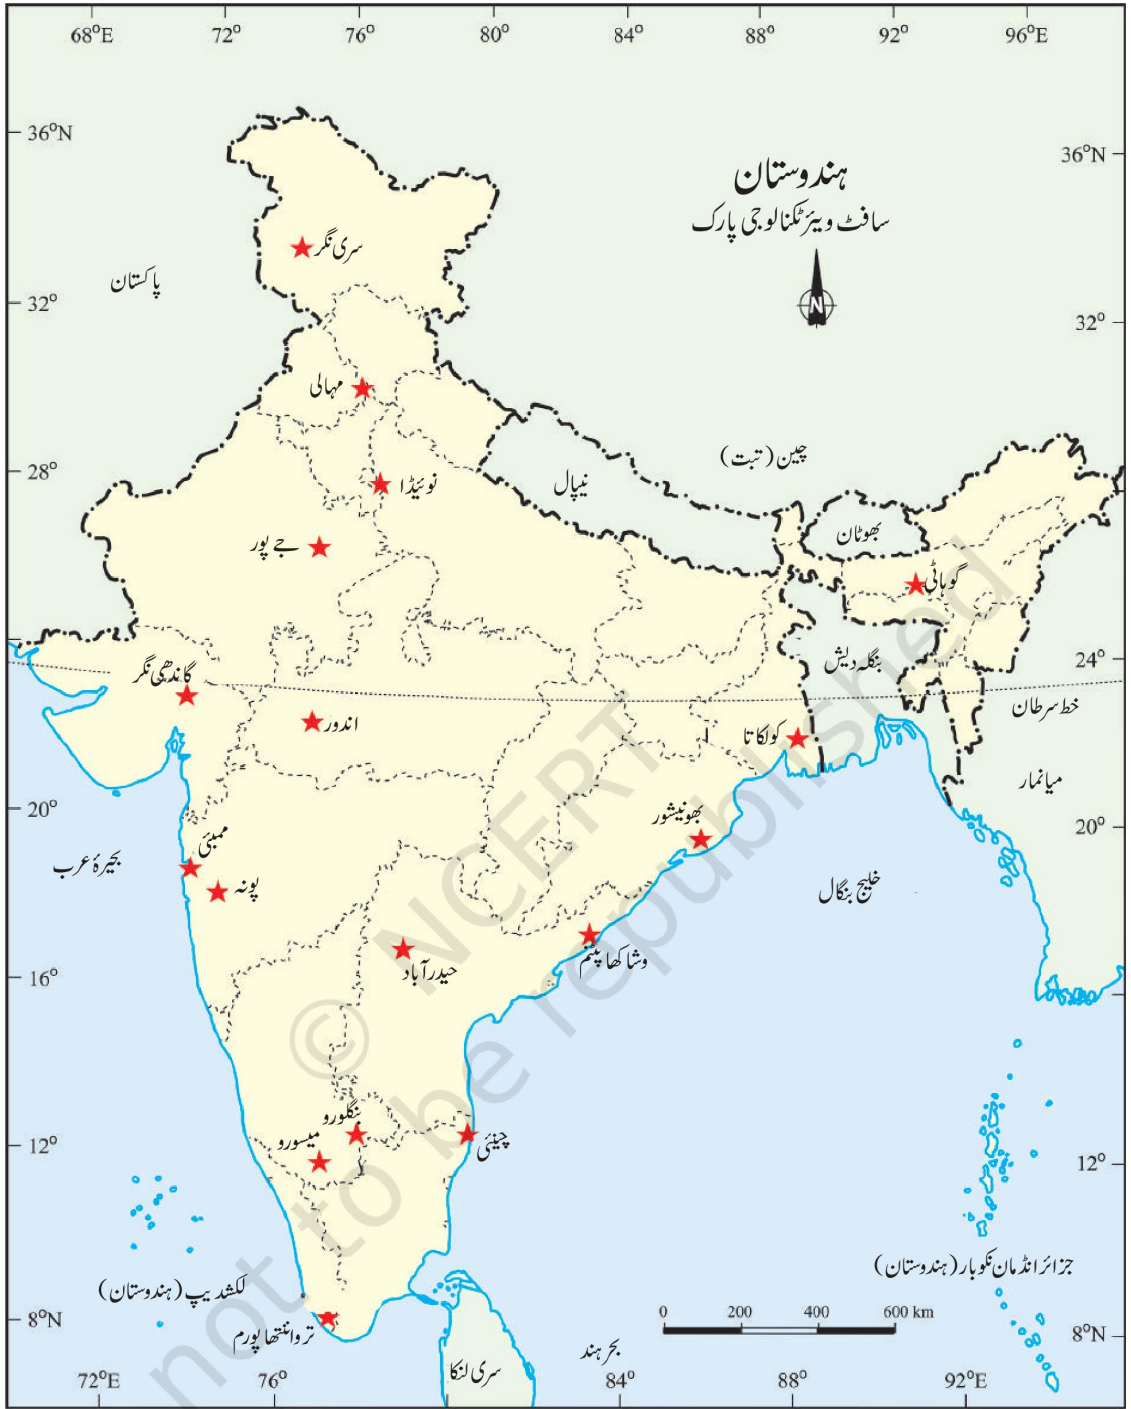 68°E 72° 76° 80° 84° 88° 92° 96°E
36°N
36°N
ہندوستان
سافٹ ویئر ٹکنالوجی پارک
N
سری نگر
پاکستان
32°
32°
مہالی
چین (تبت)
28°
نیپال
نوئیڈا
بھوٹان
جے پور
گوہاٹی
بنگلہ دیش
24°
گاندھی نگر
خط سرطان
اندور
کولکاتا
میانمار
20°
20°
بھونیشور
ممبئی
بحیرۂ عرب
پونہ
خلیج بنگال
وشاکھاپٹنم
حیدرآباد
16°
بنگلورو
میسورو
چینئی
12°
12°
جزائر انڈمان نکوبار (ہندوستان)
لکشدیپ (ہندوستان)
0 200 400 600 km
8°N
8°N
تروانتتھاپورم
بحر ہند
سری لنکا
72°E 76° 84° 88° 92°E
© NCERT
not to be republished